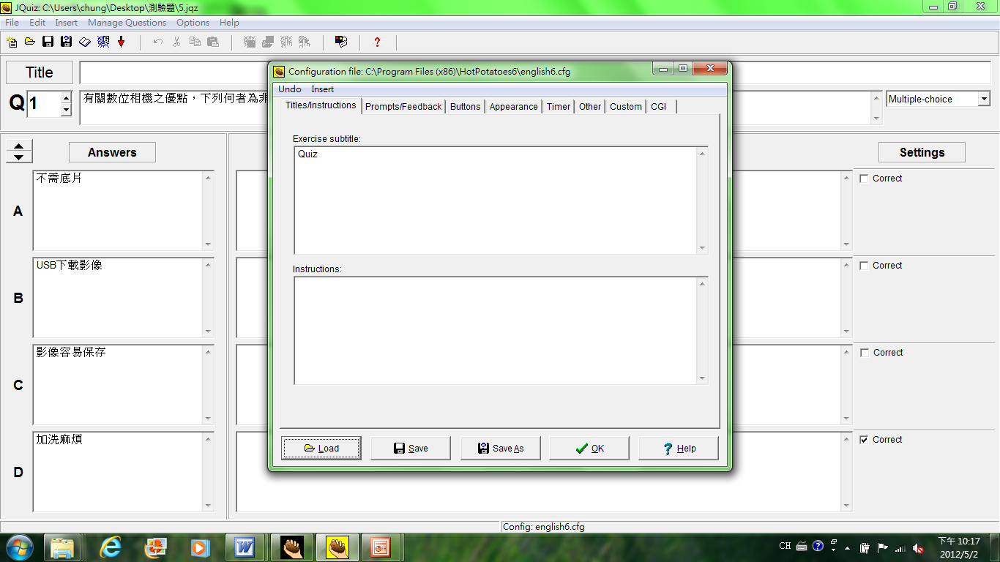 JQuiz C:\Users\chung\Desktop\測驗題\5.jqz
File Edit Insert Manage Questions Options Help
Title
Q 1
有關數位相機之優點，下列何者為非
Multiple-choice
Answers
Settings
A
不需底片
Correct
B
USB下載影像
Correct
C
影像容易保存
Correct
D
加洗麻煩
Correct
Configuration file: C:\Program Files (x86)\HotPotatoes6\english6.cfg
Undo Insert
Titles/Instructions Prompts/Feedback Buttons Appearance Timer Other Custom CGI
Exercise subtitle:
Quiz
Instructions:
Load Save Save As OK Help
Config: english6.cfg
CH
下午 10:17
2012/5/2